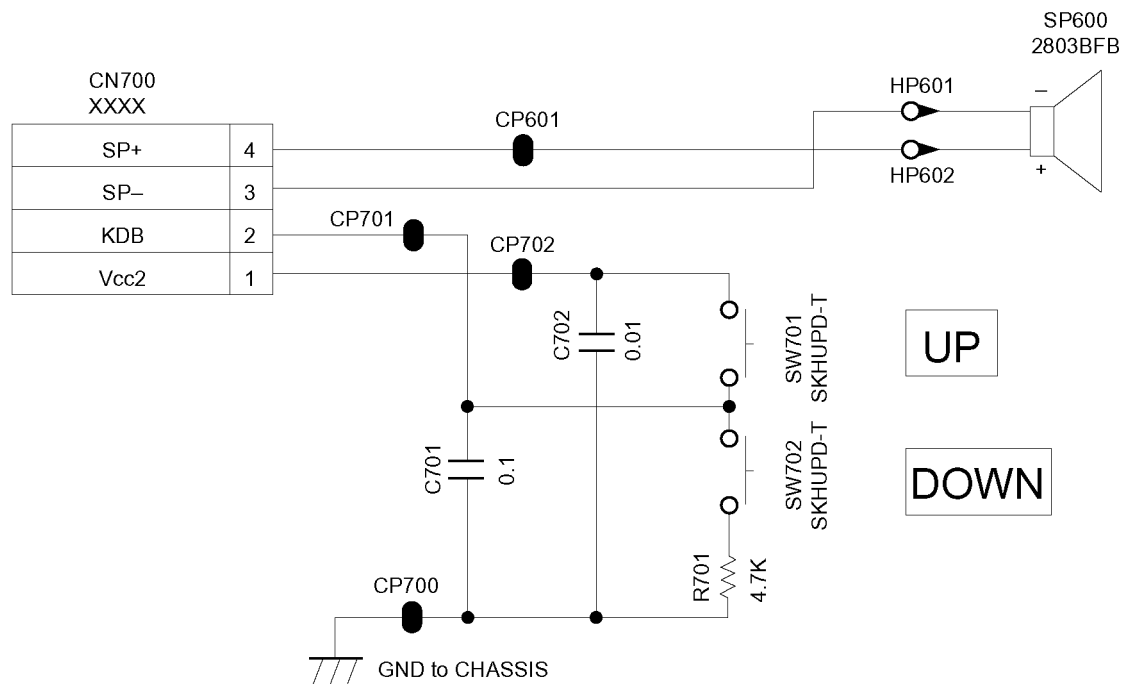 SP600
2803BFB
CN700
XXXX
HP601
–
CP601
SP+ 4
HP602
+
SP– 3
CP701
KDB 2
CP702
Vcc2 1
C702
0.01
SW701
SKHUPD-T
UP
C701
0.1
SW702
SKHUPD-T
DOWN
R701
4.7K
CP700
GND to CHASSIS